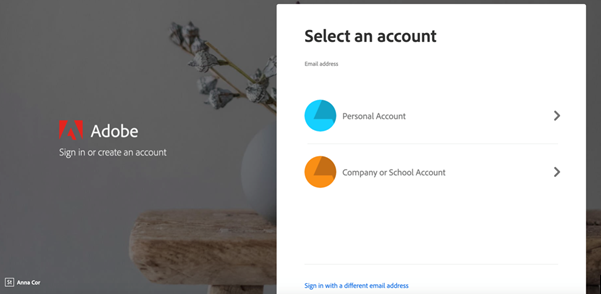 Select an account
Email address
Personal Account
Company or School Account
Adobe
Sign in or create an account
St Anna Cor
Sign in with a different email address